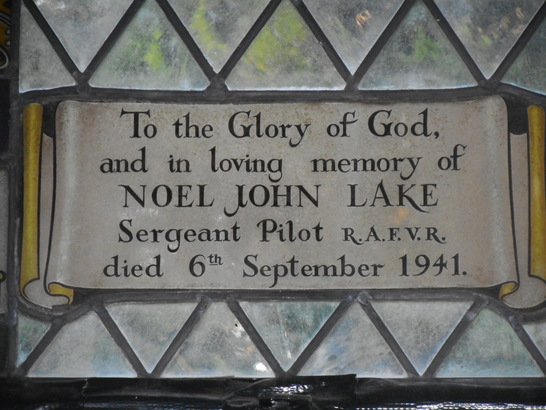 To the Glory of God,
and in loving memory of
NOEL JOHN LAKE
Sergeant Pilot R.A.F.V.R.
died 6th September 1941.